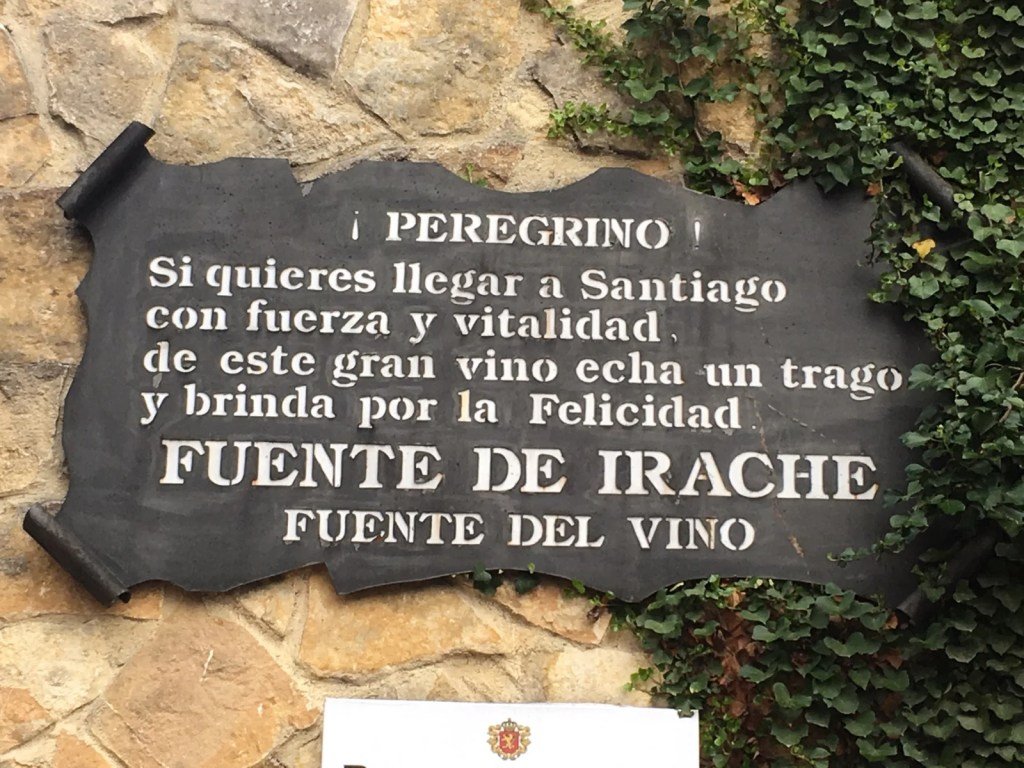 ¡ PEREGRINO !
Si quieres llegar a Santiago
con fuerza y vitalidad,
de este gran vino echa un trago
y brinda por la Felicidad.
FUENTE DE IRACHE
FUENTE DEL VINO